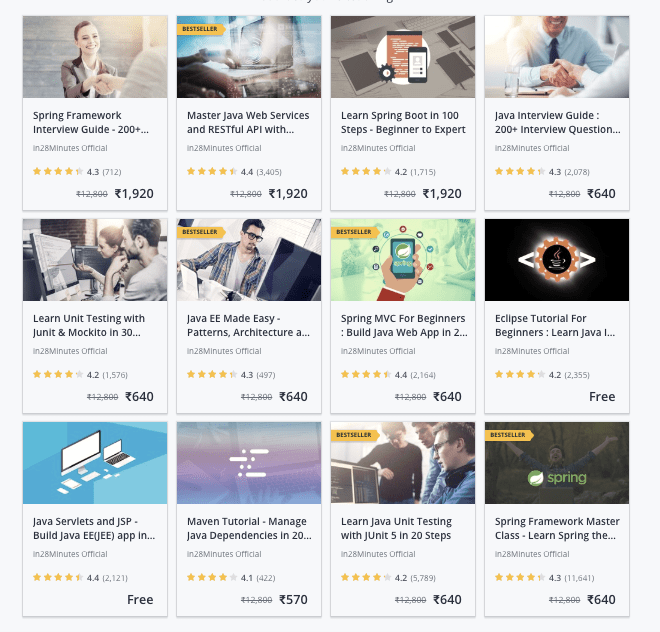 Spring Framework
Interview Guide - 200+...
in28Minutes Official
4.3 (712)
₹12,800 ₹1,920
BESTSELLER
Master Java Web Services
and RESTful API with...
in28Minutes Official
4.4 (3,405)
₹12,800 ₹1,920
Learn Spring Boot in 100
Steps - Beginner to Expert
in28Minutes Official
4.2 (1,715)
₹12,800 ₹1,920
Java Interview Guide :
200+ Interview Question...
in28Minutes Official
4.3 (2,078)
₹12,800 ₹640
Learn Unit Testing with
Junit & Mockito in 30...
in28Minutes Official
4.2 (1,576)
₹12,800 ₹640
BESTSELLER
Java EE Made Easy -
Patterns, Architecture a...
in28Minutes Official
4.3 (497)
₹12,800 ₹640
BESTSELLER
Spring MVC For Beginners
: Build Java Web App in 2...
in28Minutes Official
4.4 (2,164)
₹12,800 ₹640
Eclipse Tutorial For
Beginners : Learn Java I...
in28Minutes Official
4.2 (2,355)
Free
Java Servlets and JSP -
Build Java EE(JEE) app in...
in28Minutes Official
4.4 (2,121)
Free
Maven Tutorial - Manage
Java Dependencies in 20...
in28Minutes Official
4.1 (422)
₹12,800 ₹570
BESTSELLER
Learn Java Unit Testing
with JUnit 5 in 20 Steps
in28Minutes Official
4.2 (5,789)
₹12,800 ₹640
BESTSELLER
spring
Spring Framework Master
Class - Learn Spring the...
in28Minutes Official
4.3 (11,641)
₹12,800 ₹640